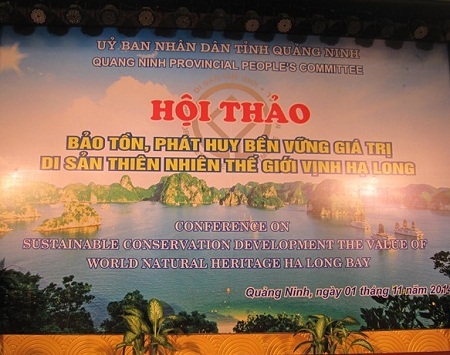 ỦY BAN NHÂN DÂN TỈNH QUẢNG NINH
QUANG NINH PROVINCIAL PEOPLE'S COMMITTEE
HỘI THẢO
BẢO TỒN, PHÁT HUY BỀN VỮNG GIÁ TRỊ
DI SẢN THIÊN NHIÊN THẾ GIỚI VỊNH HẠ LONG
CONFERENCE ON
SUSTAINABLE CONSERVATION DEVELOPMENT THE VALUE OF
WORLD NATURAL HERITAGE HA LONG BAY
Quảng Ninh, ngày 01 tháng 11 năm